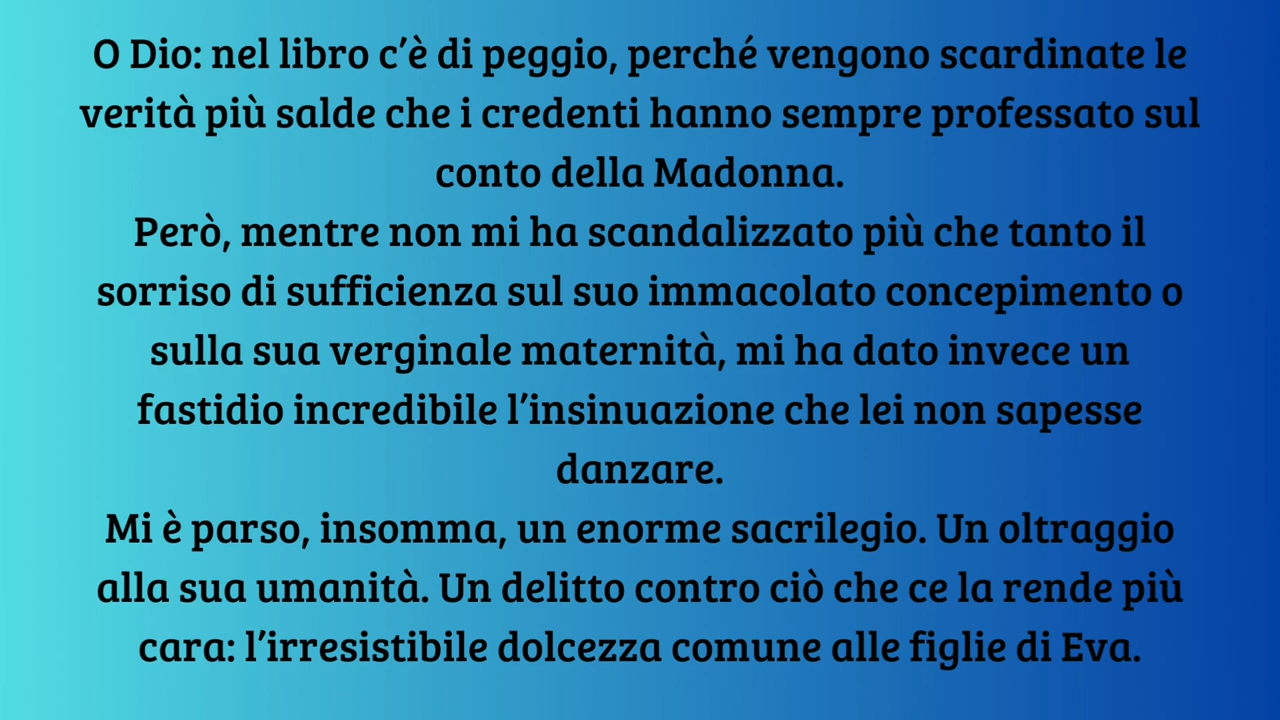 O Dio: nel libro c’è di peggio, perché vengono scardinate le
verità più salde che i credenti hanno sempre professato sul
conto della Madonna.
Però, mentre non mi ha scandalizzato più che tanto il
sorriso di sufficienza sul suo immacolato concepimento o
sulla sua verginale maternità, mi ha dato invece un
fastidio incredibile l’insinuazione che lei non sapesse
danzare.
Mi è parso, insomma, un enorme sacrilegio. Un oltraggio
alla sua umanità. Un delitto contro ciò che ce la rende più
cara: l’irresistibile dolcezza comune alle figlie di Eva.